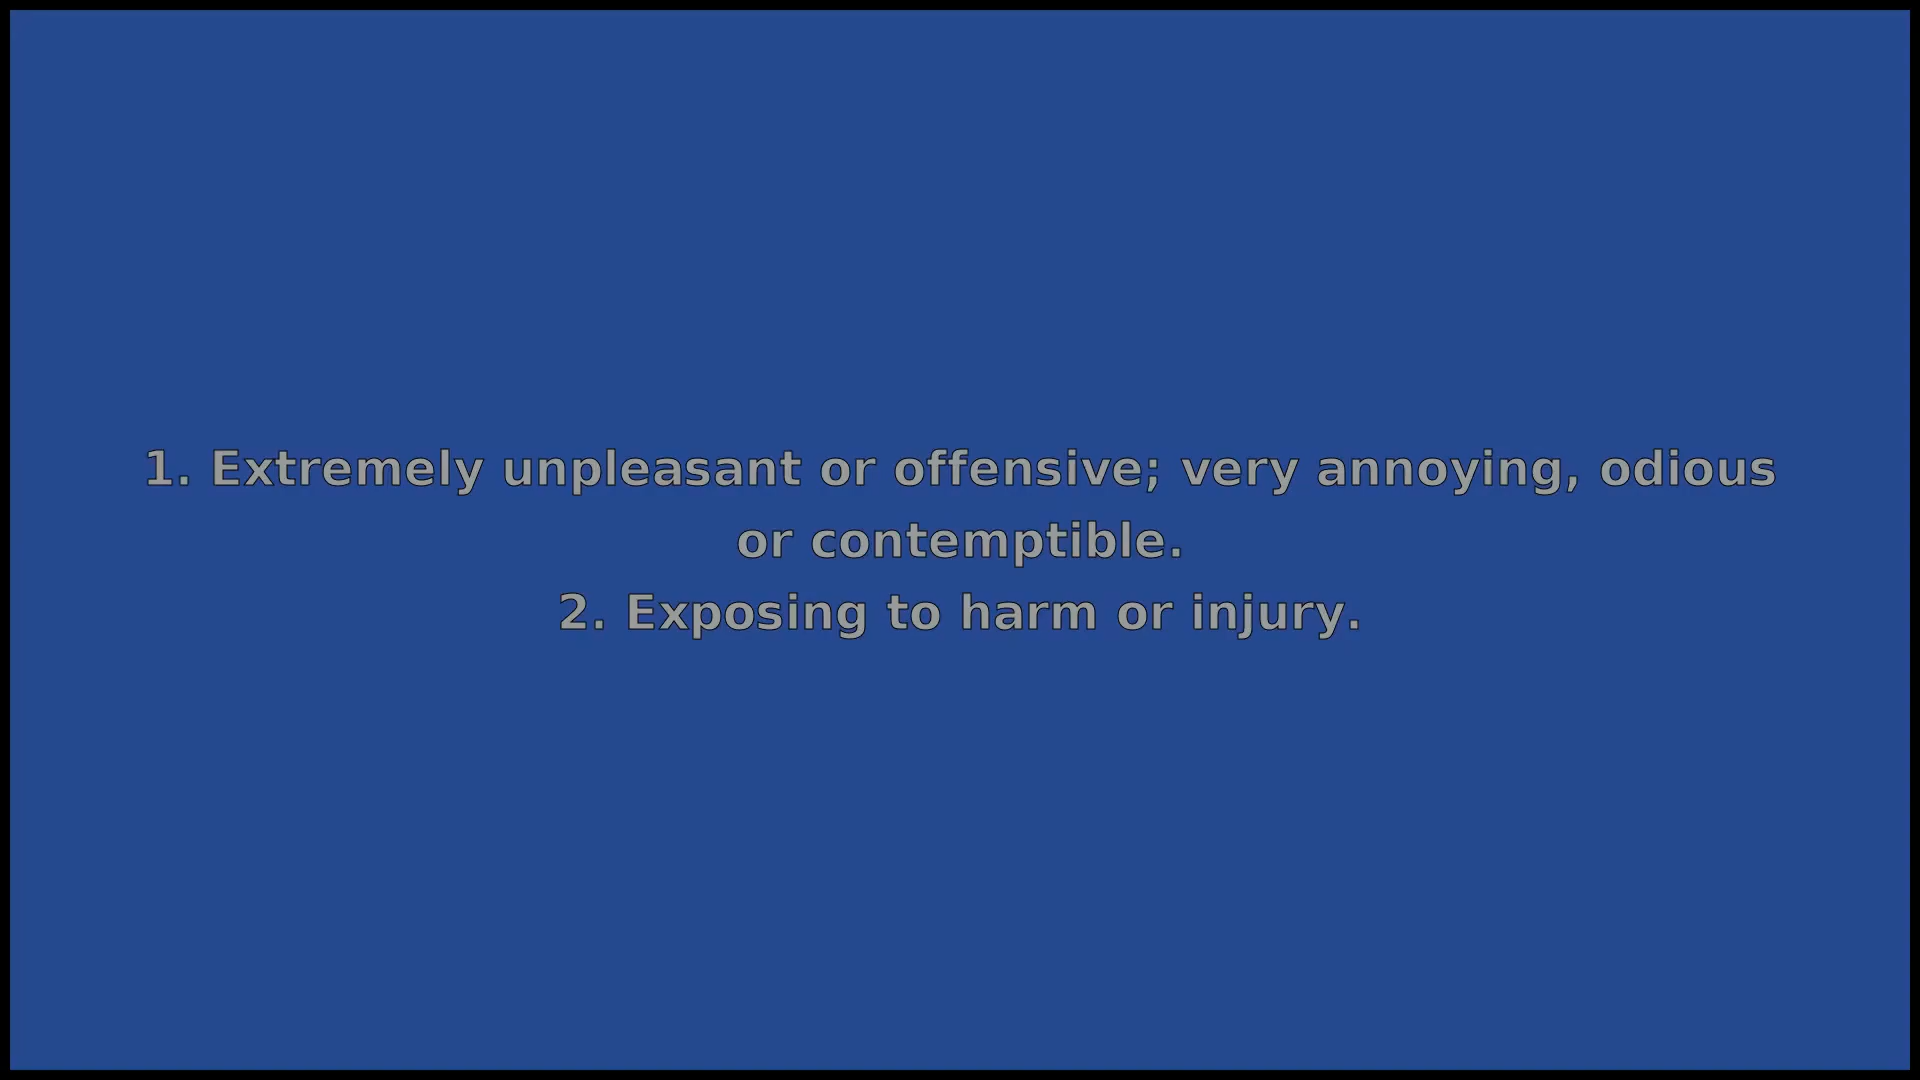 1. Extremely unpleasant or offensive; very annoying, odious
or contemptible.
2. Exposing to harm or injury.